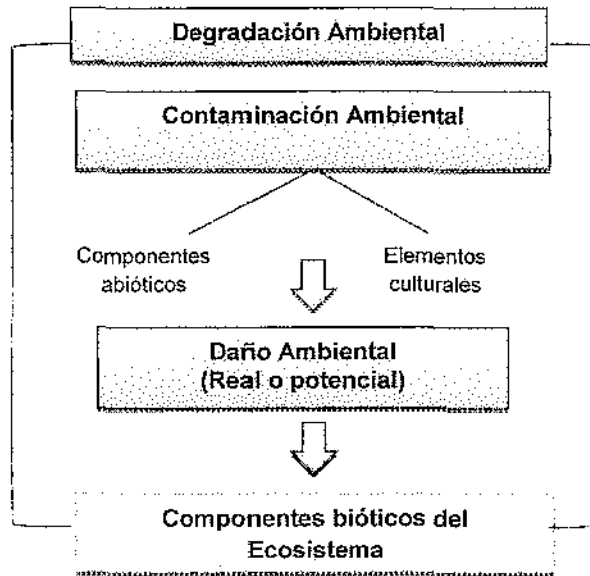 Degradación Ambiental
Contaminación Ambiental
Componentes
abióticos
Elementos
culturales
Daño Ambiental
(Real o potencial)
Componentes bióticos del
Ecosistema